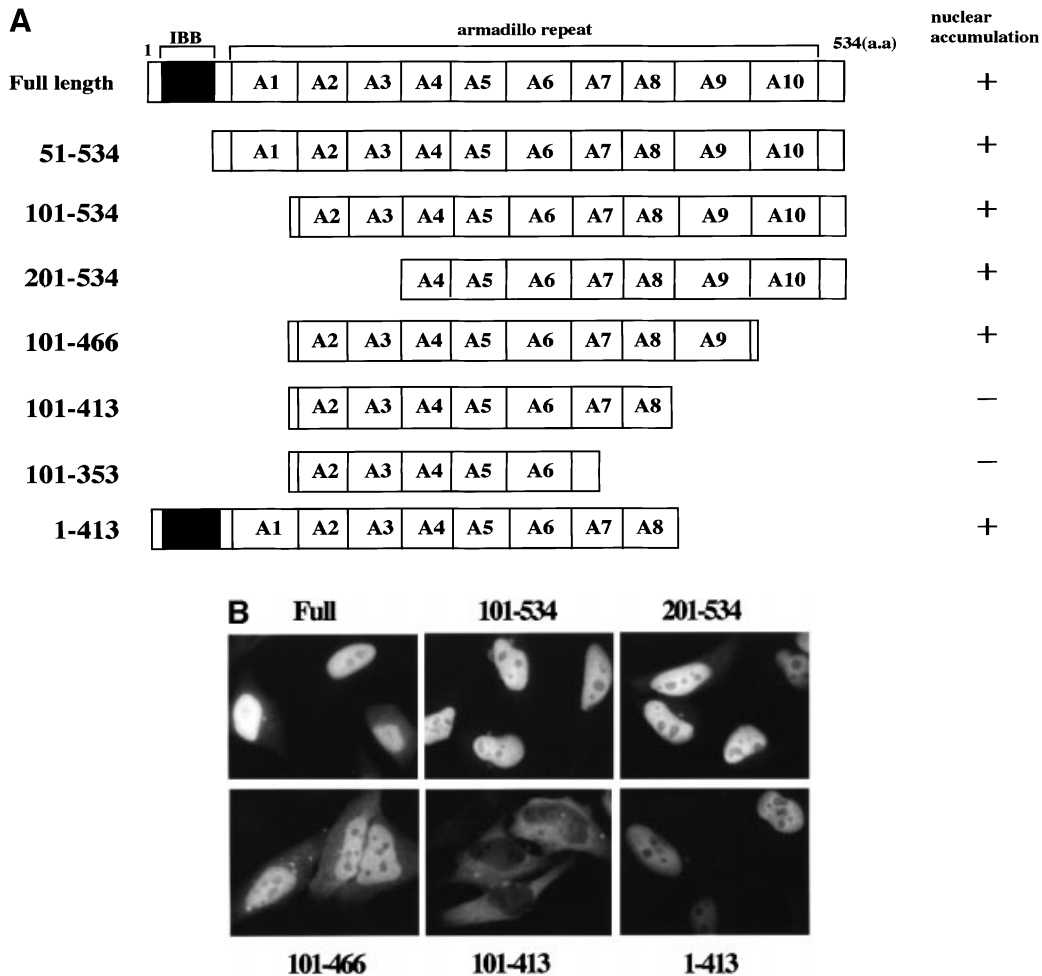 A
1 IBB armadillo repeat 534(a.a) nuclear accumulation
Full length A1 A2 A3 A4 A5 A6 A7 A8 A9 A10 +
51-534 A1 A2 A3 A4 A5 A6 A7 A8 A9 A10 +
101-534 A2 A3 A4 A5 A6 A7 A8 A9 A10 +
201-534 A4 A5 A6 A7 A8 A9 A10 +
101-466 A2 A3 A4 A5 A6 A7 A8 A9 +
101-413 A2 A3 A4 A5 A6 A7 A8 −
101-353 A2 A3 A4 A5 A6 −
1-413 A1 A2 A3 A4 A5 A6 A7 A8 +
B Full 101-534 201-534
101-466 101-413 1-413